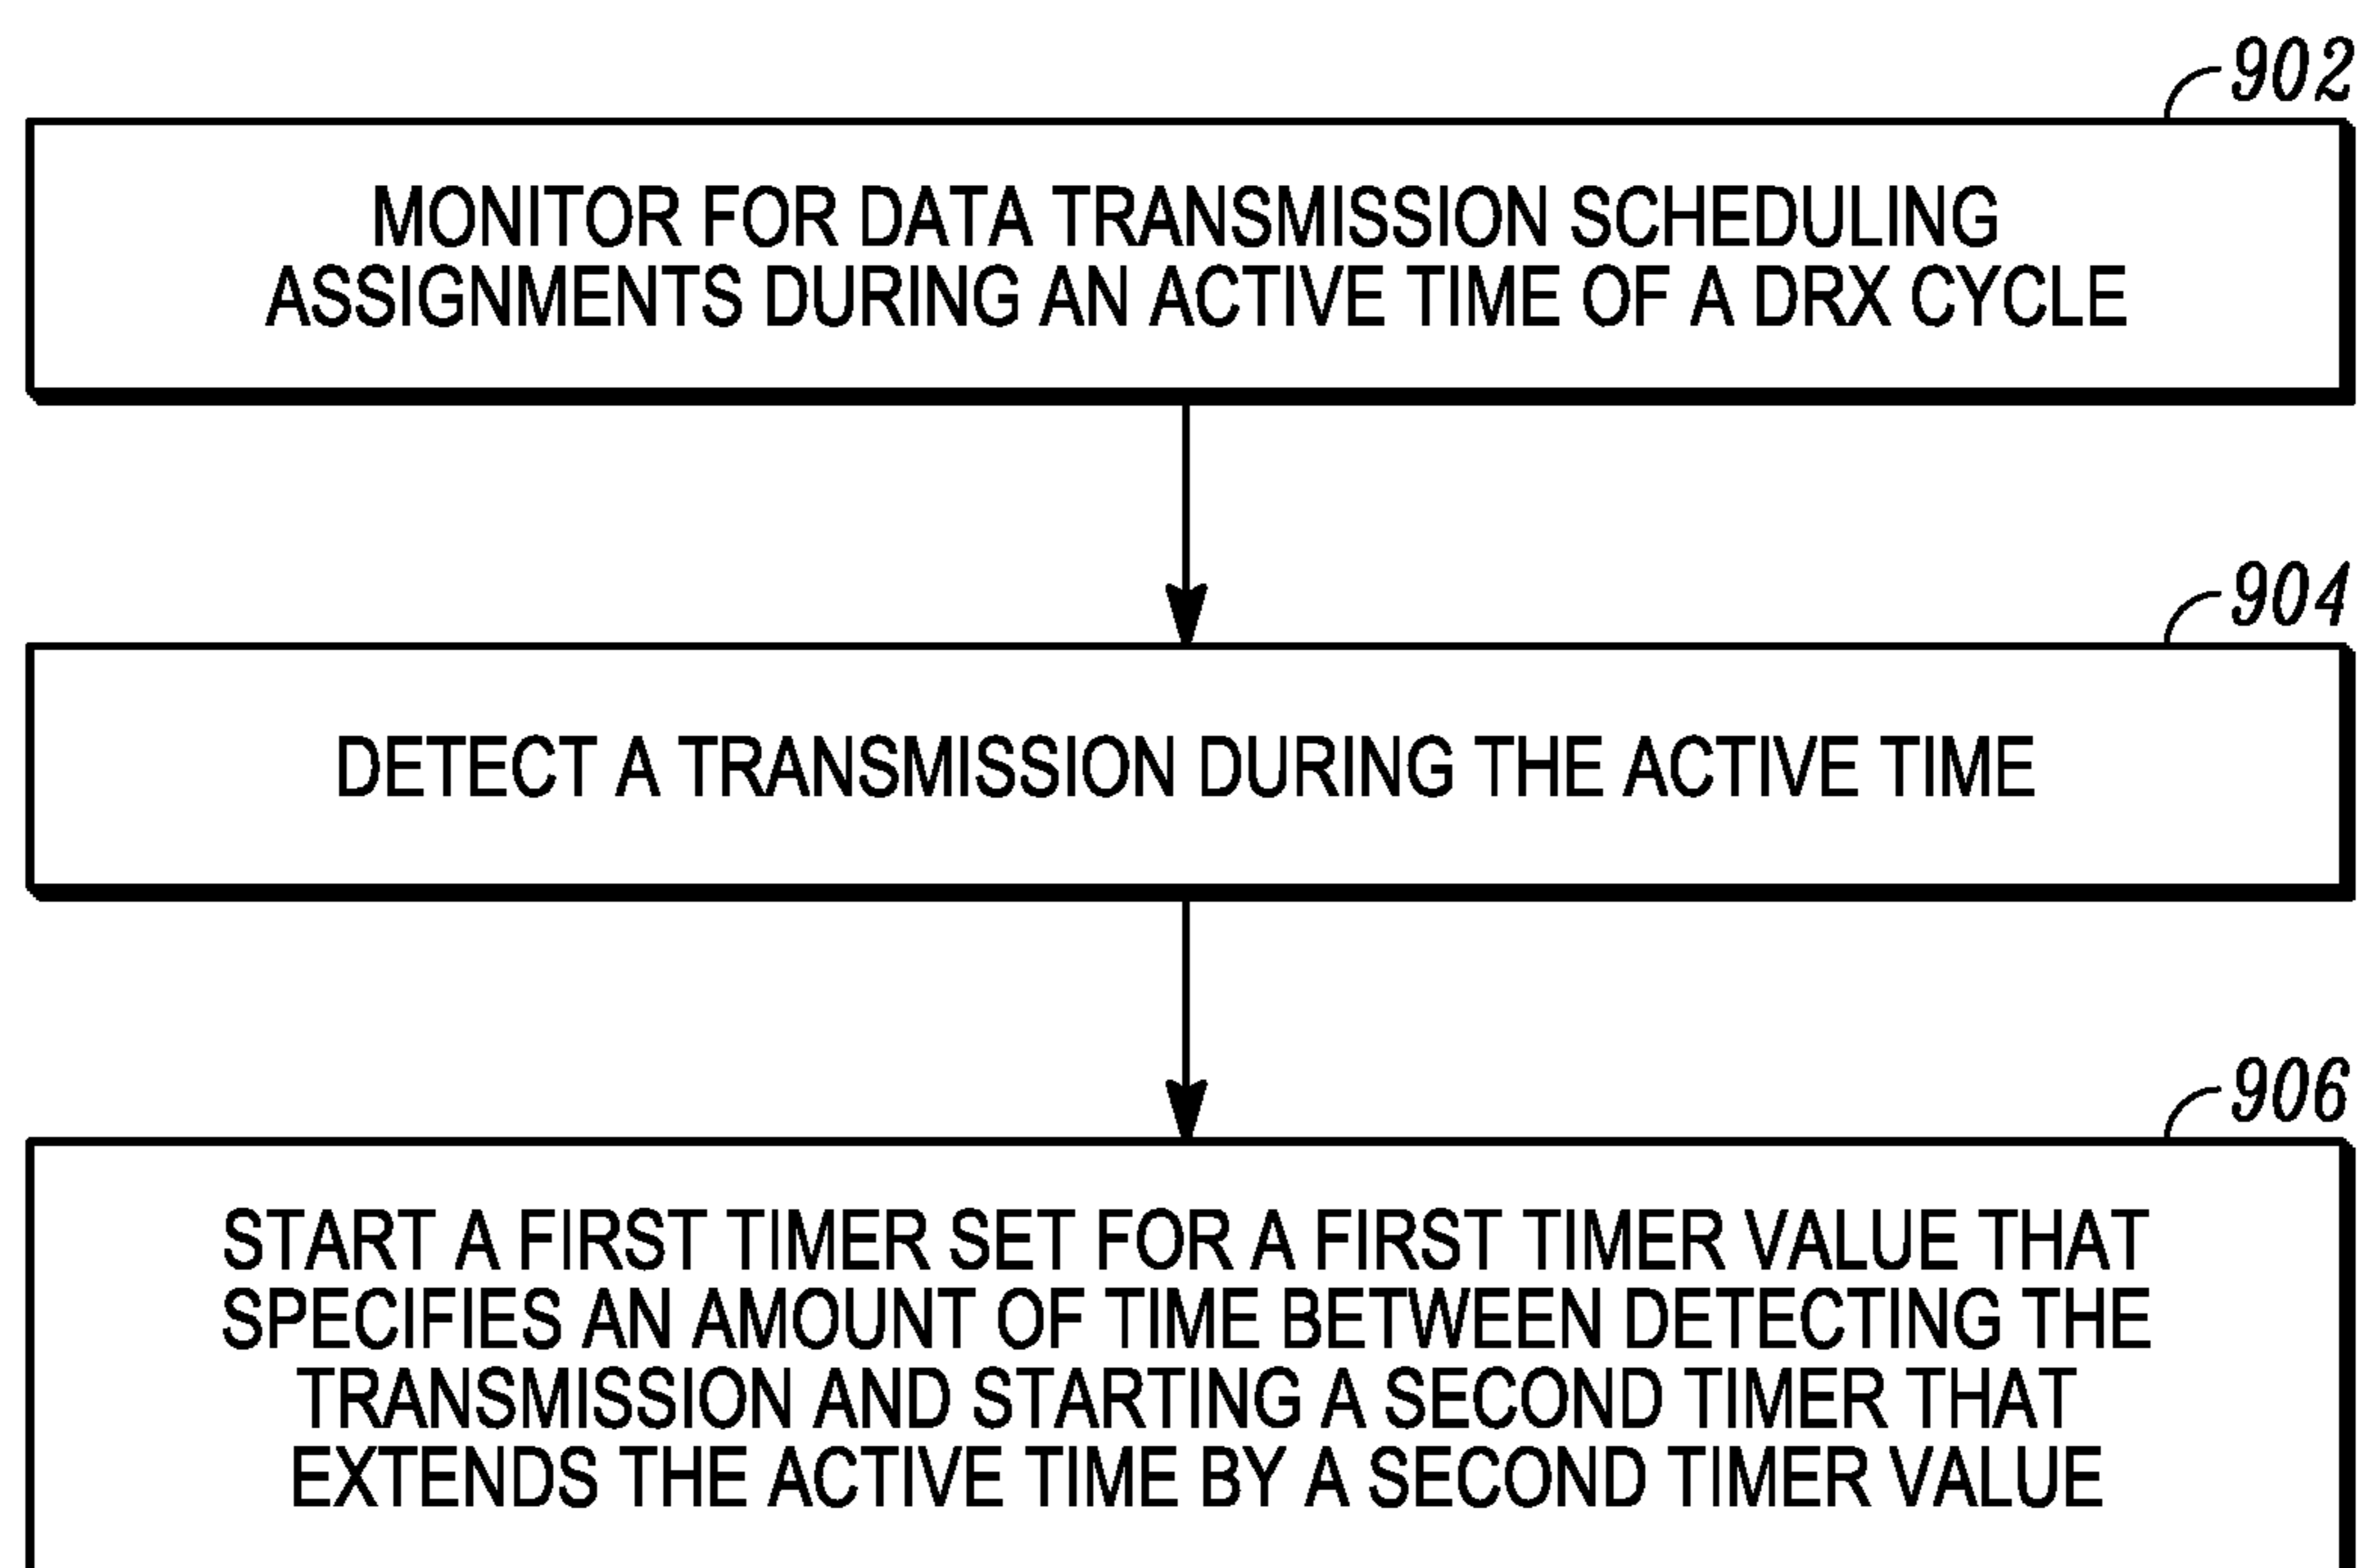 902
MONITOR FOR DATA TRANSMISSION SCHEDULING
ASSIGNMENTS DURING AN ACTIVE TIME OF A DRX CYCLE
904
DETECT A TRANSMISSION DURING THE ACTIVE TIME
906
START A FIRST TIMER SET FOR A FIRST TIMER VALUE THAT
SPECIFIES AN AMOUNT OF TIME BETWEEN DETECTING THE
TRANSMISSION AND STARTING A SECOND TIMER THAT
EXTENDS THE ACTIVE TIME BY A SECOND TIMER VALUE